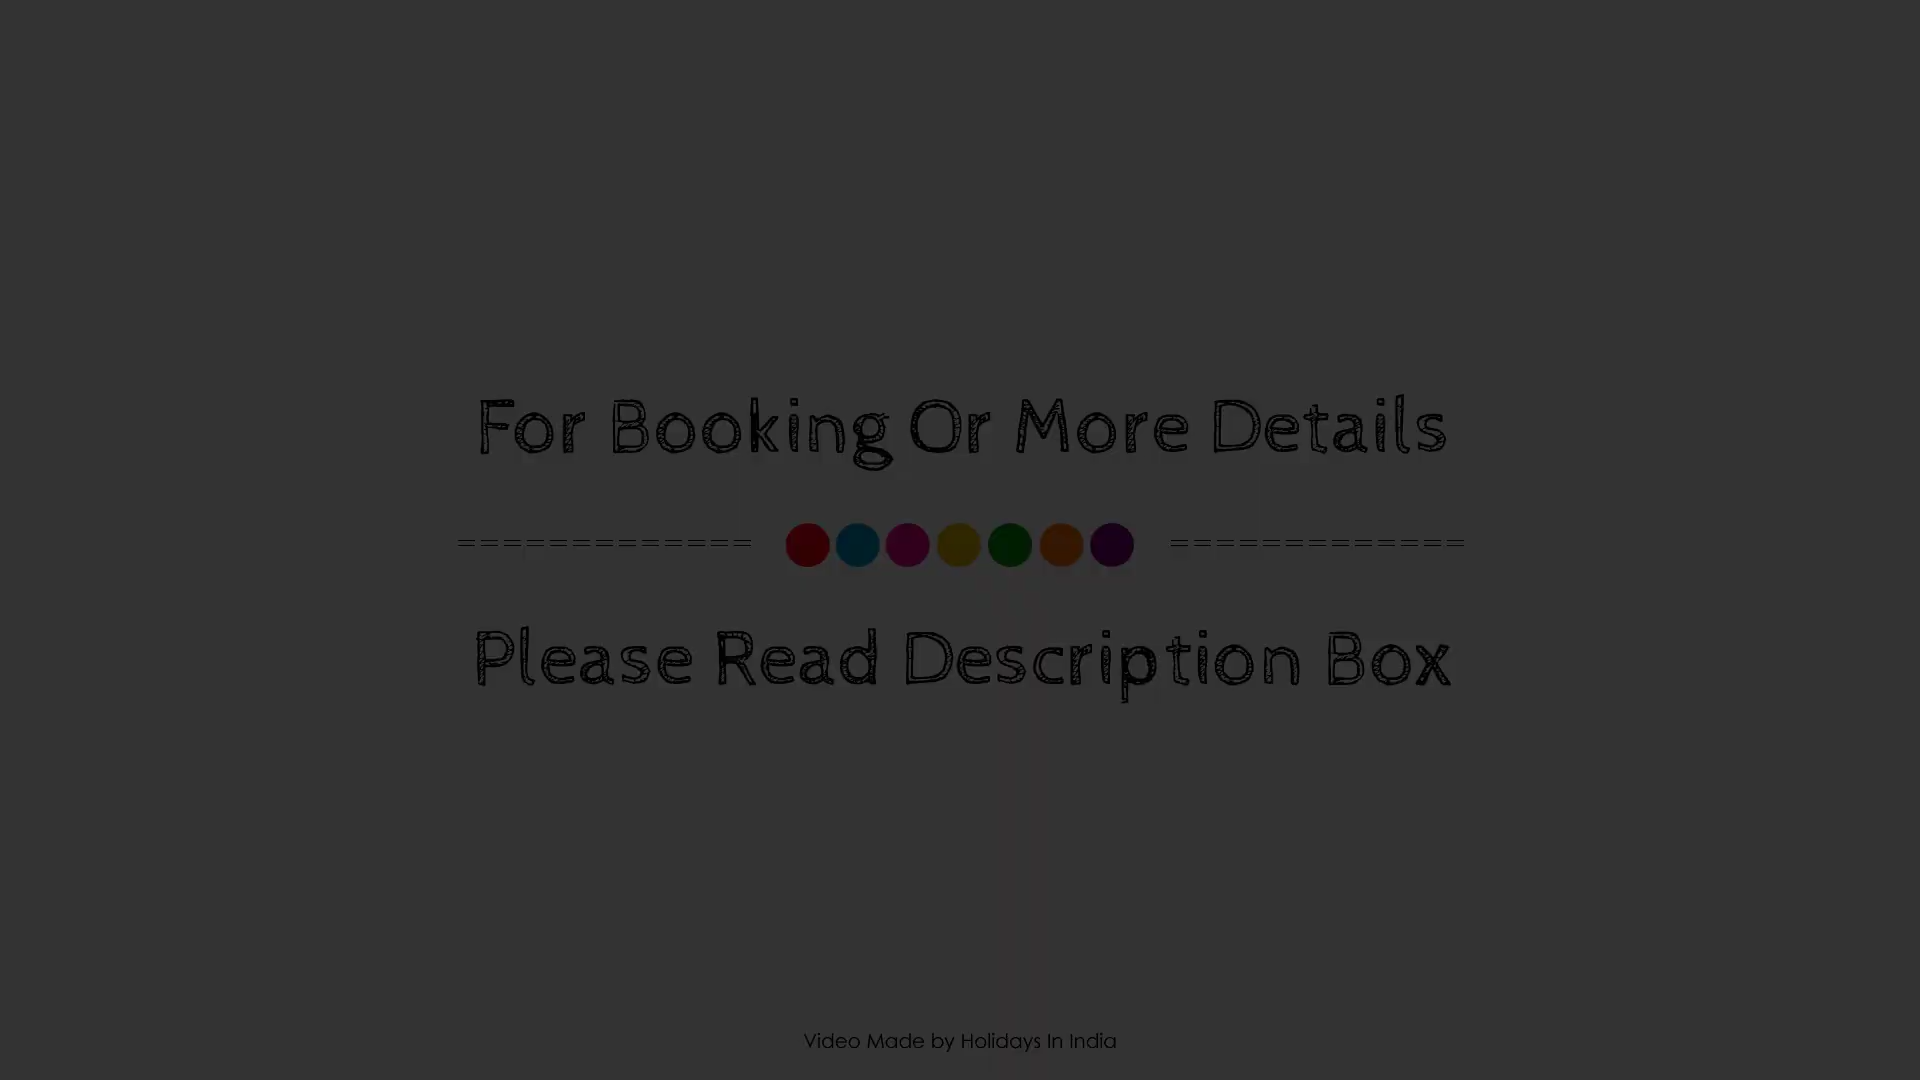 For Booking Or More Details
============= =============
Please Read Description Box
Video Made by Holidays In India